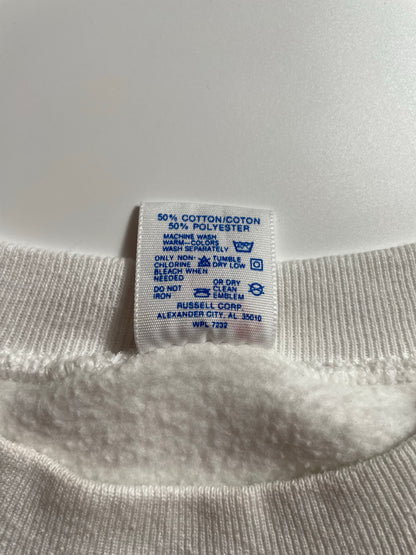 50% COTTON/COTON
50% POLYESTER
MACHINE WASH
WARM-COLORS
WASH SEPARATELY
ONLY NON- TUMBLE
CHLORINE DRY LOW
BLEACH WHEN
NEEDED OR DRY
DO NOT CLEAN
IRON EMBLEM
RUSSELL CORP.
ALEXANDER CITY, AL 35010
WPL 7232